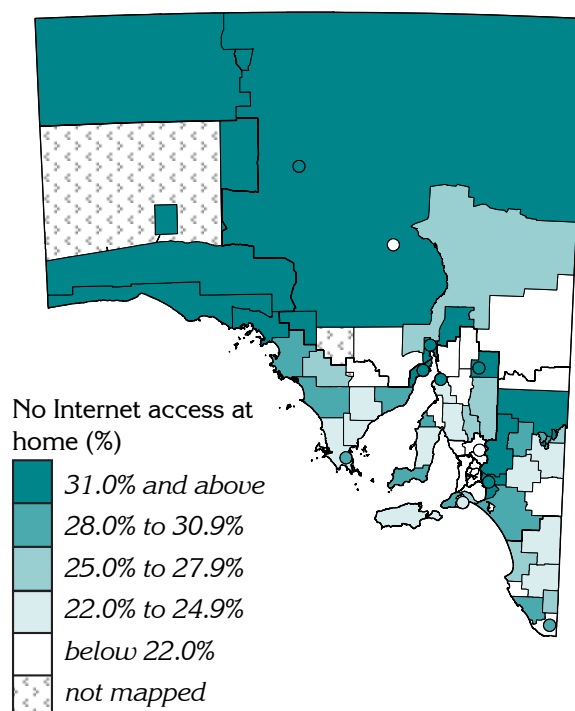 No Internet access at
home (%)
31.0% and above
28.0% to 30.9%
25.0% to 27.9%
22.0% to 24.9%
below 22.0%
not mapped